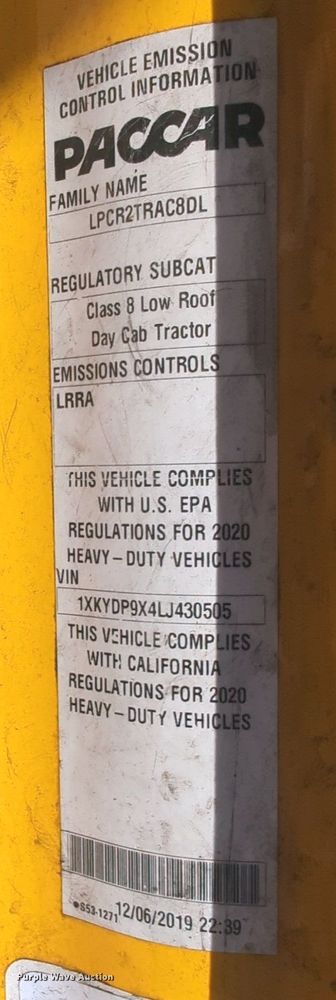 VEHICLE EMISSION
CONTROL INFORMATION
PACCAR
FAMILY NAME
LPCR2TRAC8DL
REGULATORY SUBCAT
Class 8 Low Roof
Day Cab Tractor
EMISSIONS CONTROLS
LRRA
THIS VEHICLE COMPLIES
WITH U.S. EPA
REGULATIONS FOR 2020
HEAVY-DUTY VEHICLES
VIN
1XKYDP9X4LJ430505
THIS VEHICLE COMPLIES
WITH CALIFORNIA
REGULATIONS FOR 2020
HEAVY-DUTY VEHICLES
S53-1271 12/06/2019 22:39
Purple Wave Auction